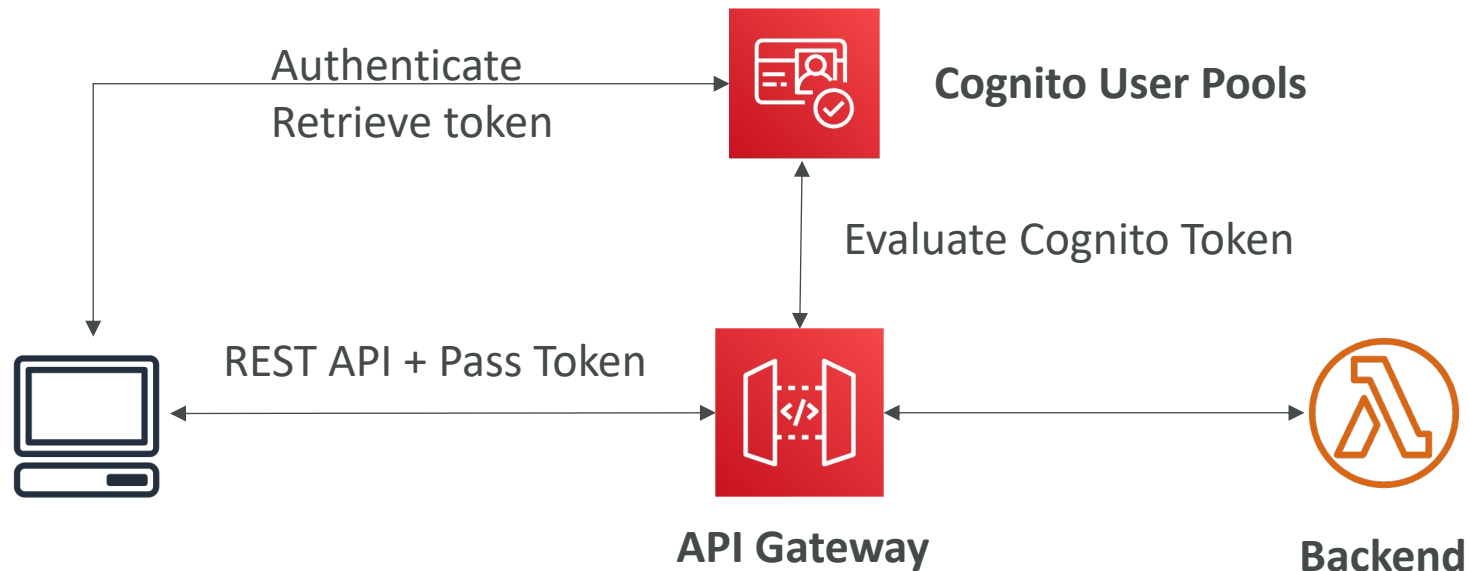 Authenticate
Retrieve token
Cognito User Pools
Evaluate Cognito Token
REST API + Pass Token
</>
API Gateway
Backend